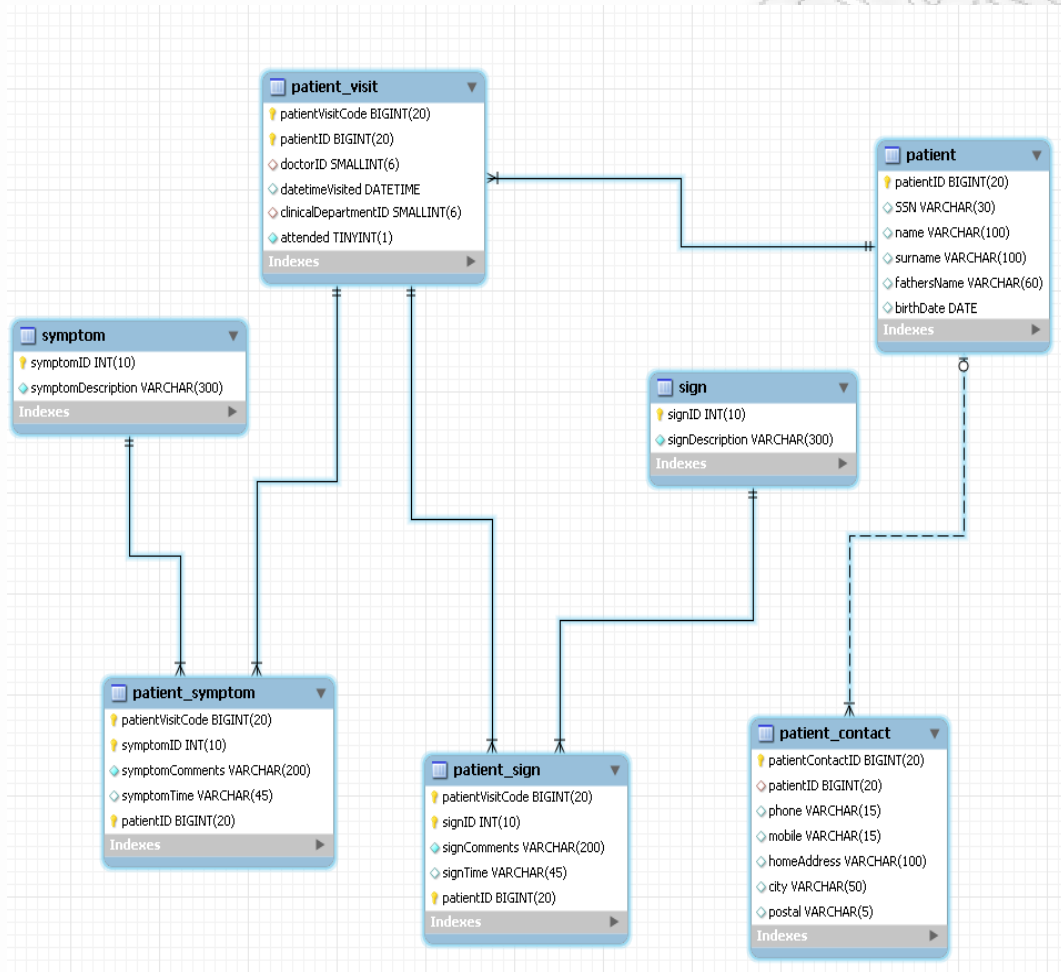 patient_visit
patientVisitCode BIGINT(20)
patientID BIGINT(20)
doctorID SMALLINT(6)
datetimeVisited DATETIME
clinicalDepartmentID SMALLINT(6)
attended TINYINT(1)
Indexes
patient
patientID BIGINT(20)
SSN VARCHAR(30)
name VARCHAR(100)
surname VARCHAR(100)
fathersName VARCHAR(60)
birthDate DATE
Indexes
symptom
symptomID INT(10)
symptomDescription VARCHAR(300)
Indexes
sign
signID INT(10)
signDescription VARCHAR(300)
Indexes
patient_symptom
patientVisitCode BIGINT(20)
symptomID INT(10)
symptomComments VARCHAR(200)
symptomTime VARCHAR(45)
patientID BIGINT(20)
Indexes
patient_sign
patientVisitCode BIGINT(20)
signID INT(10)
signComments VARCHAR(200)
signTime VARCHAR(45)
patientID BIGINT(20)
Indexes
patient_contact
patientContactID BIGINT(20)
patientID BIGINT(20)
phone VARCHAR(15)
mobile VARCHAR(15)
homeAddress VARCHAR(100)
city VARCHAR(50)
postal VARCHAR(5)
Indexes